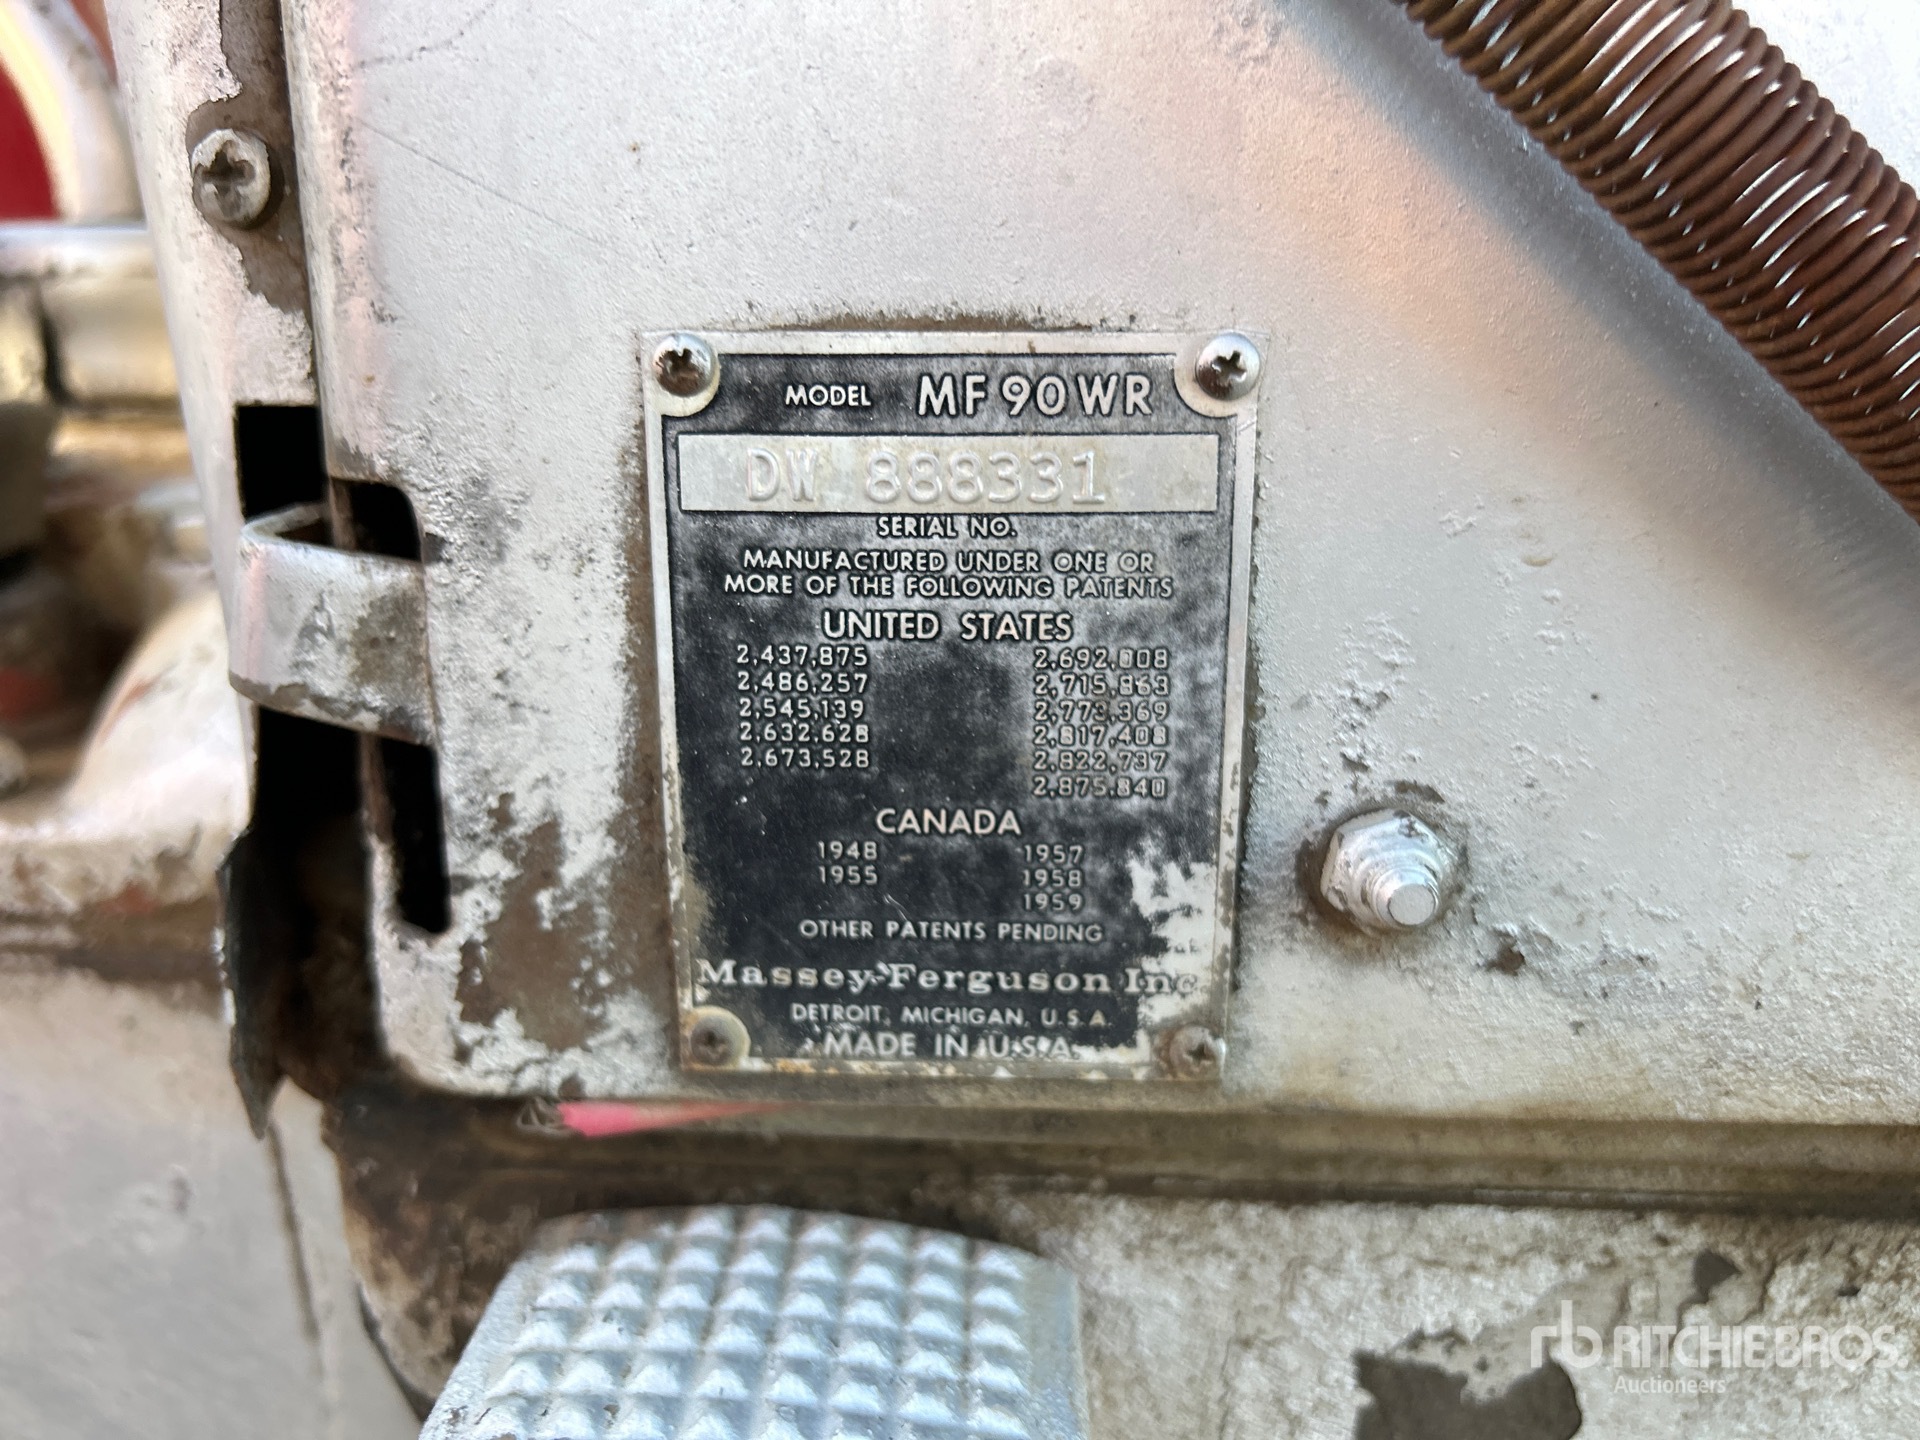 MODEL MF 90 WR
DW 888331
SERIAL NO.
MANUFACTURED UNDER ONE OR
MORE OF THE FOLLOWING PATENTS
UNITED STATES
2,437,875 2,692,008
2,486,257 2,715,863
2,545,139 2,773,369
2,632,628 2,817,408
2,673,528 2,822,737
2,875,840
CANADA
1948 1957
1955 1958
1959
OTHER PATENTS PENDING
Massey-Ferguson Inc.
DETROIT, MICHIGAN, U.S.A.
MADE IN U.S.A.
rb RITCHIE BROS.
Auctioneers